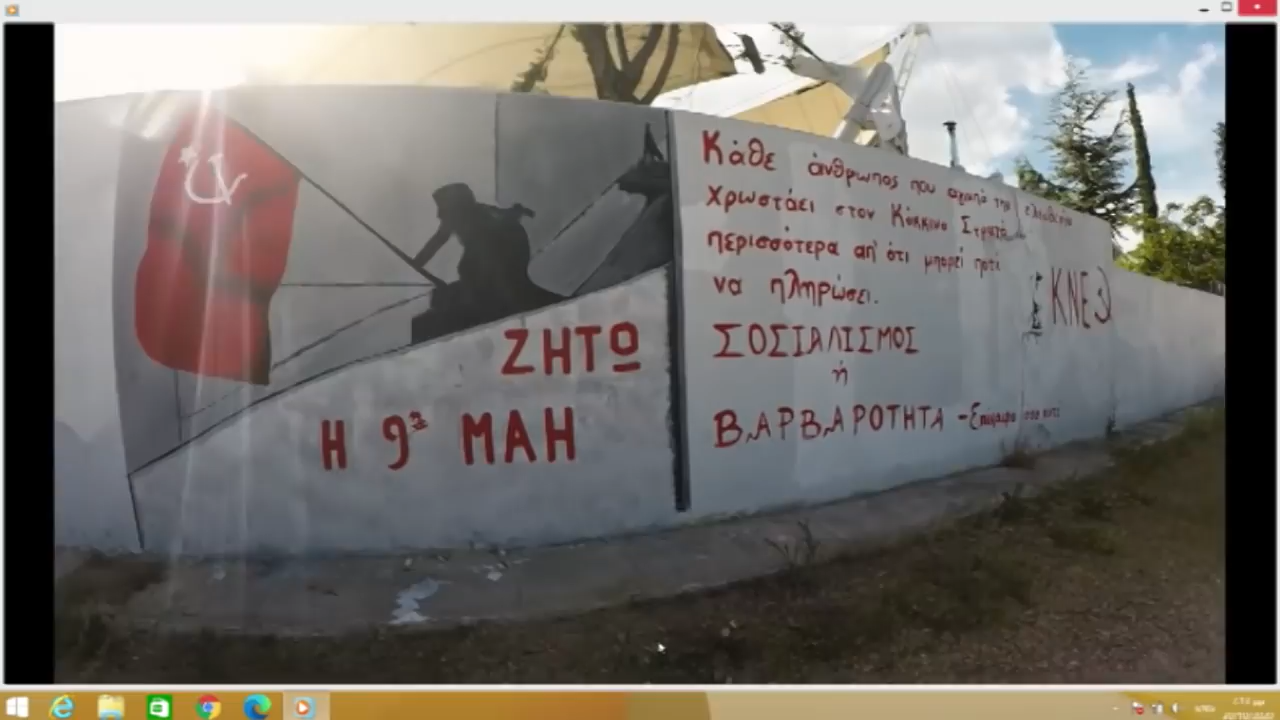 ΖΗΤΩ
Η 9η ΜΑΗ
Κάθε άνθρωπος που αγαπά την ελευθερία
Χρωστάει στον Κόκκινο Στρατό
περισσότερα απ' ότι μπορεί ποτέ
να πληρώσει.
ΣΟΣΙΑΛΙΣΜΟΣ
ή
ΒΑΡΒΑΡΟΤΗΤΑ
ΚΝΕ